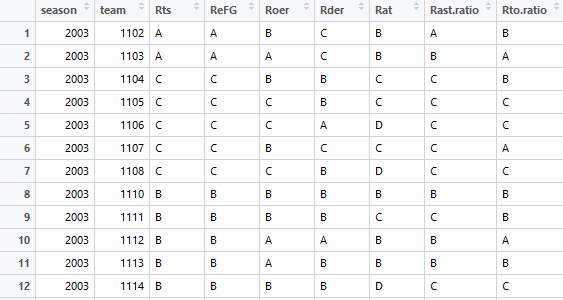 season team Rts ReFG Roer Rder Rat Rast.ratio Rto.ratio
1 2003 1102 A A B C B A B
2 2003 1103 A A A C B B A
3 2003 1104 C C B B C C B
4 2003 1105 C C C B C C C
5 2003 1106 C C C A D C C
6 2003 1107 C C B C C C A
7 2003 1108 C C C B D C C
8 2003 1110 B B B B B B B
9 2003 1111 B B B B C C B
10 2003 1112 B B A A B B A
11 2003 1113 B B A B B B B
12 2003 1114 B B B B D C C